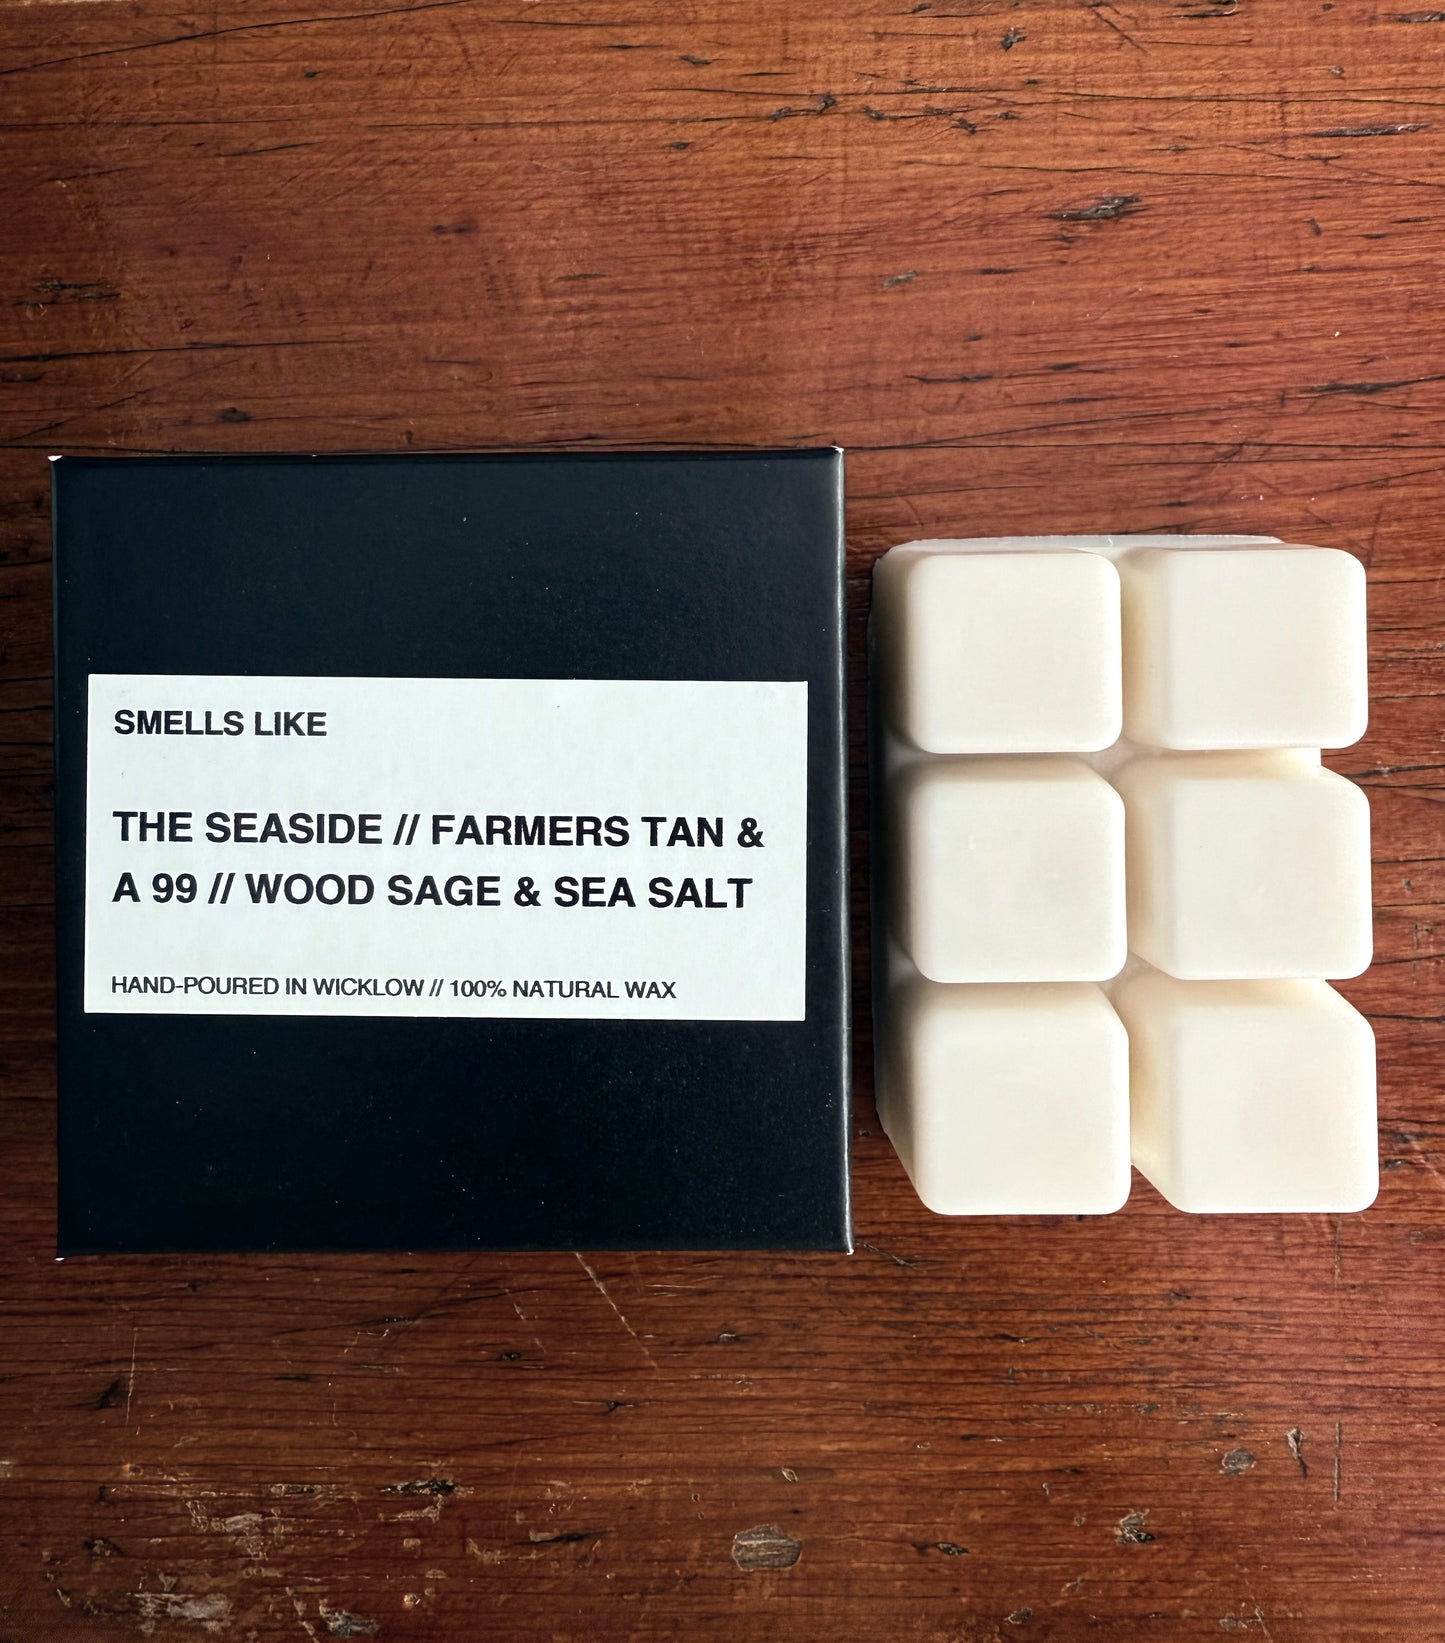 SMELLS LIKE
THE SEASIDE // FARMERS TAN &
A 99 // WOOD SAGE & SEA SALT
HAND-POURED IN WICKLOW // 100% NATURAL WAX